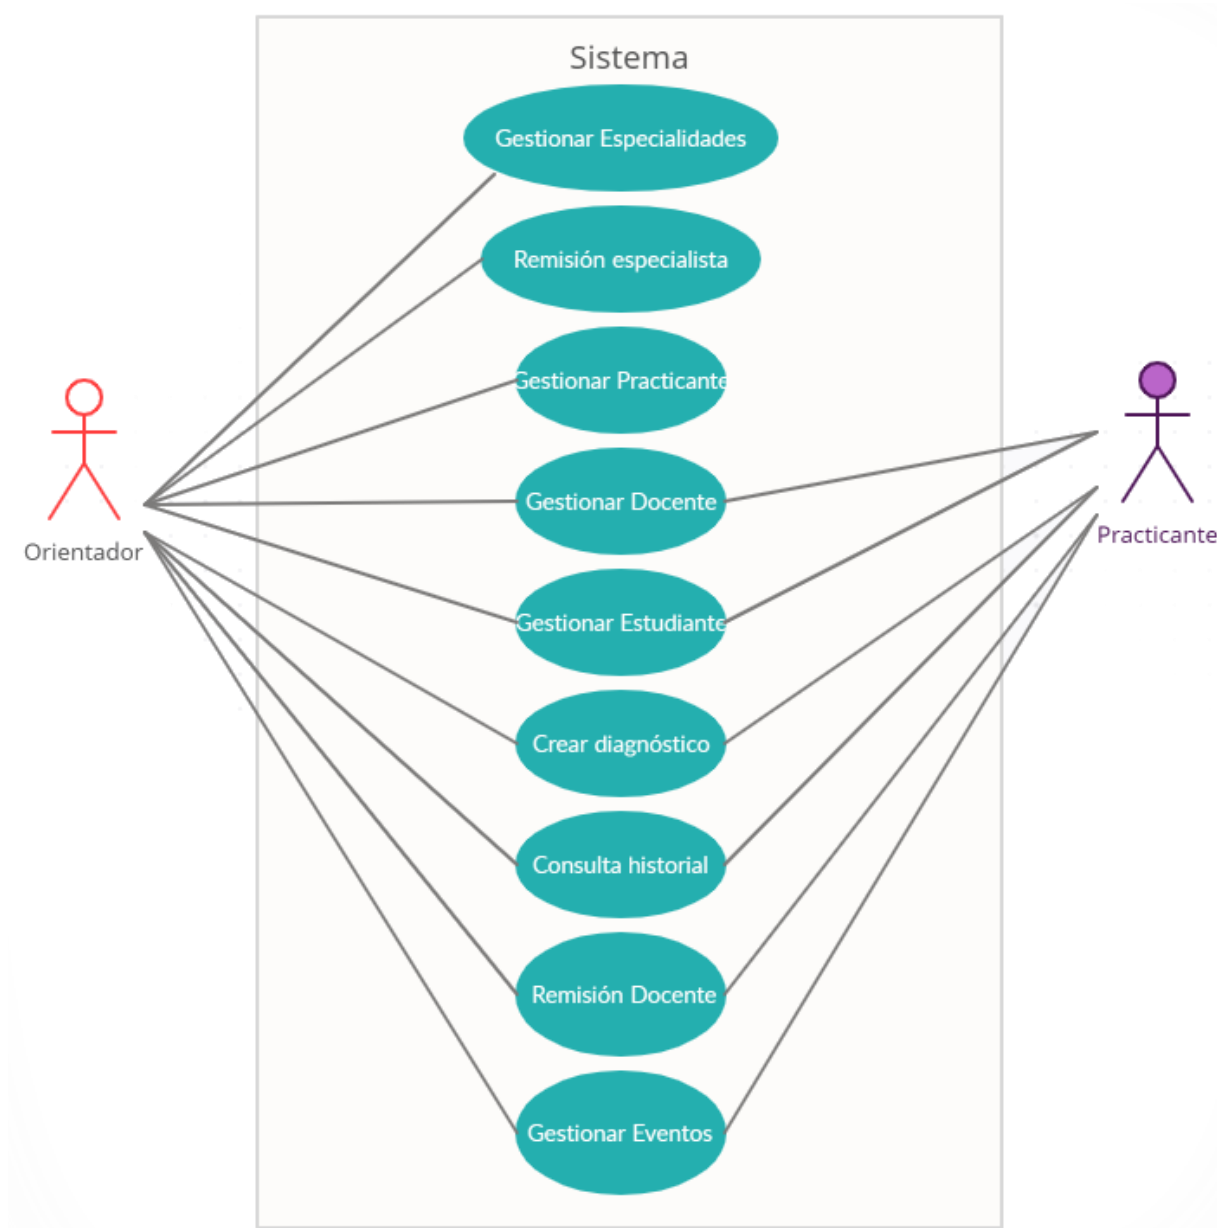 Sistema
Gestionar Especialidades
Remisión especialista
Gestionar Practicante
Gestionar Docente
Gestionar Estudiante
Crear diagnóstico
Consulta historial
Remisión Docente
Gestionar Eventos
Orientador
Practicante